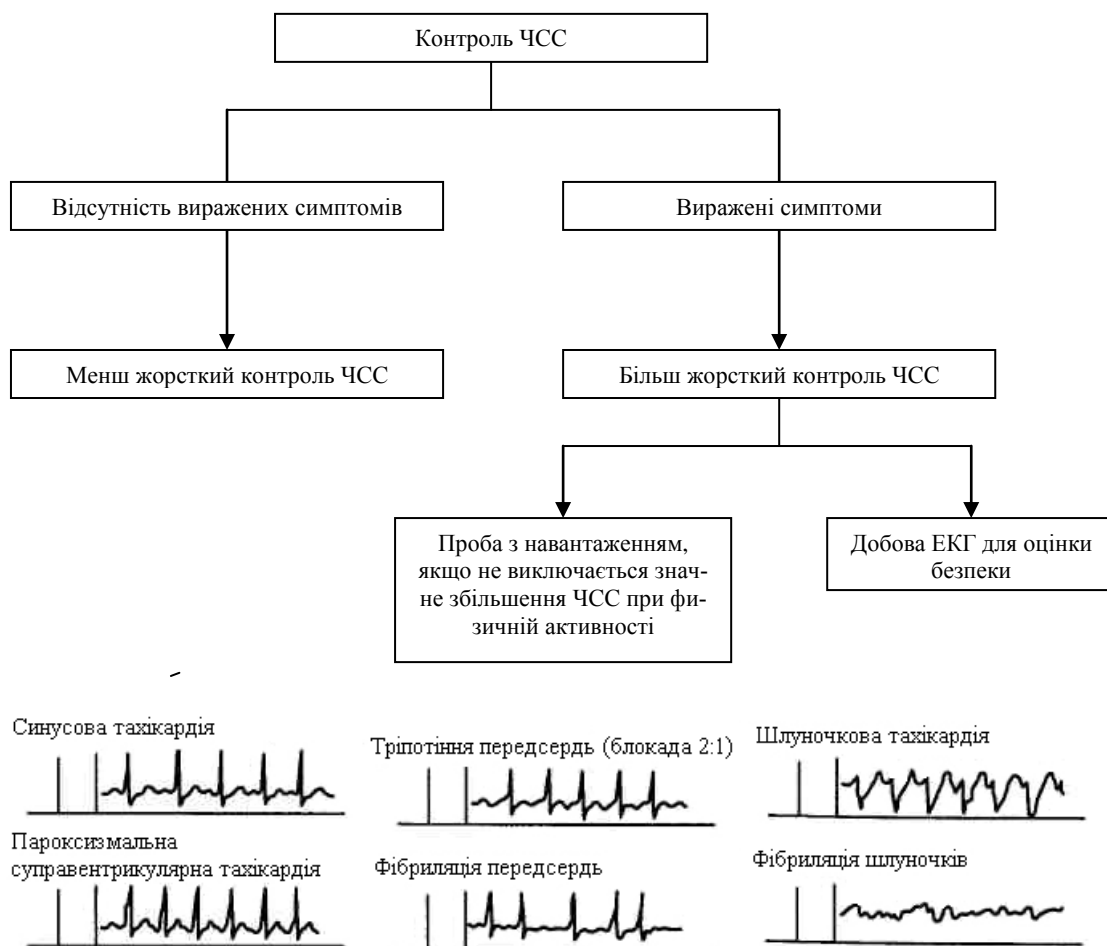 Контроль ЧСС
Відсутність виражених симптомів
Виражені симптоми
Менш жорсткий контроль ЧСС
Більш жорсткий контроль ЧСС
Проба з навантаженням,
якщо не виключається знач-
не збільшення ЧСС при фи-
зичній активності
Добова ЕКГ для оцінки
безпеки
Синусова тахікардія
Тріпотіння передсердь (блокада 2:1)
Шлуночкова тахікардія
Пароксизмальна
суправентрикулярна тахікардія
Фібриляція передсердь
Фібриляція шлуночків